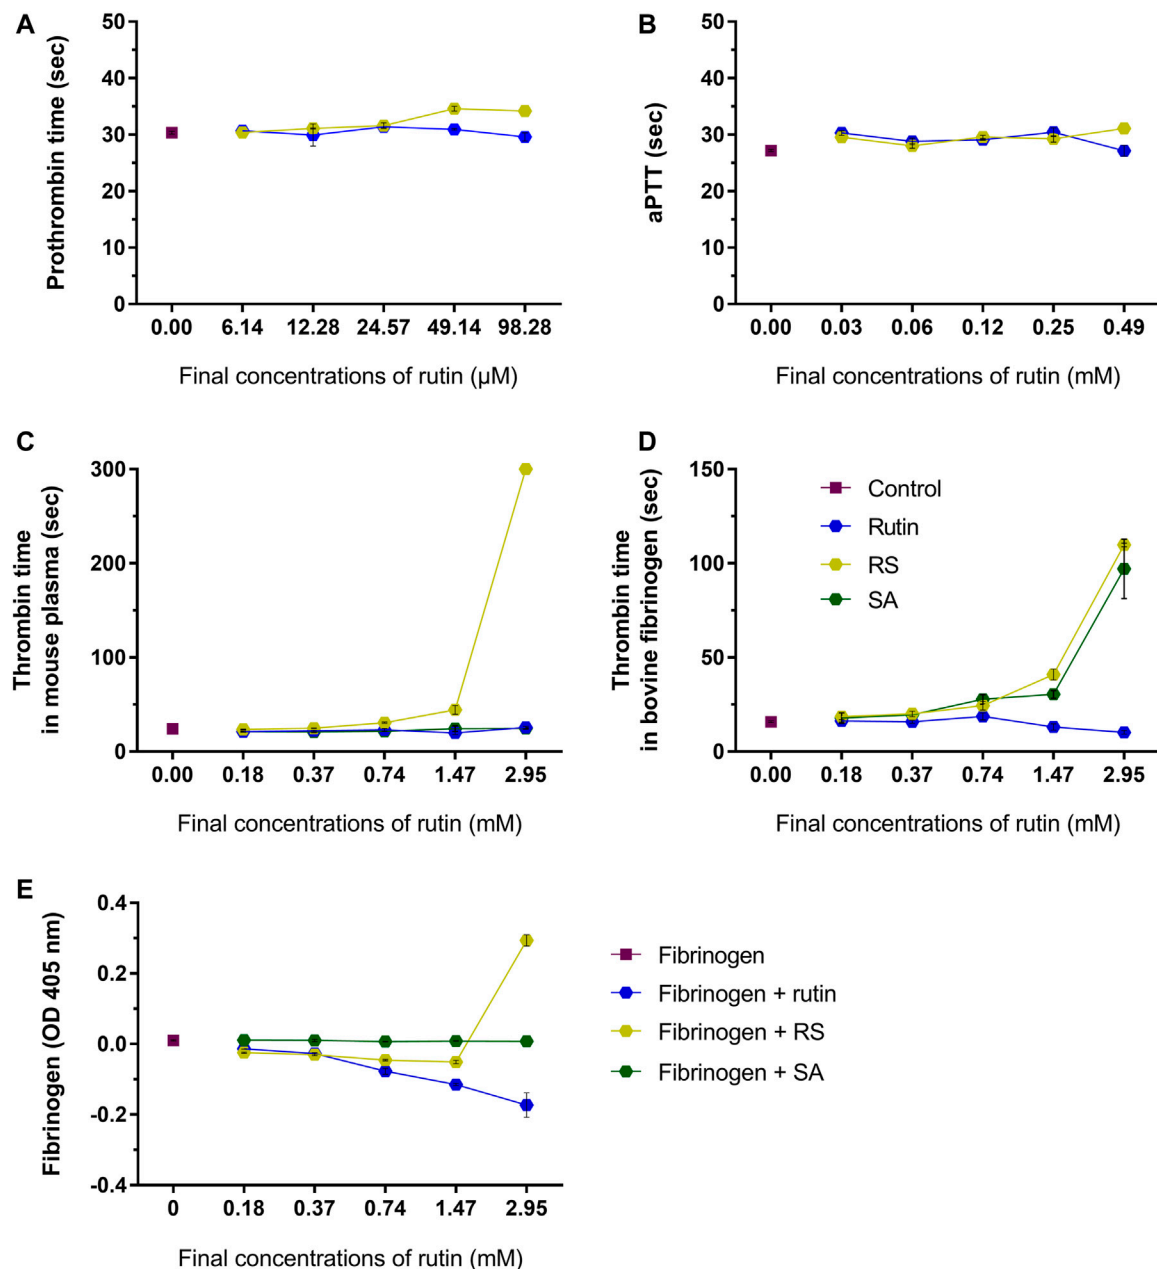 A
Prothrombin time (sec)
50
40
30
20
10
0
0.00 6.14 12.28 24.57 49.14 98.28
Final concentrations of rutin (µM)
B
aPTT (sec)
50
40
30
20
10
0
0.00 0.03 0.06 0.12 0.25 0.49
Final concentrations of rutin (mM)
C
Thrombin time
in mouse plasma (sec)
300
200
100
0
0.00 0.18 0.37 0.74 1.47 2.95
Final concentrations of rutin (mM)
D
Thrombin time
in bovine fibrinogen (sec)
150
100
50
0
Control
Rutin
RS
SA
0.00 0.18 0.37 0.74 1.47 2.95
Final concentrations of rutin (mM)
E
Fibrinogen (OD 405 nm)
0.4
0.2
0.0
-0.2
-0.4
0 0.18 0.37 0.74 1.47 2.95
Final concentrations of rutin (mM)
Fibrinogen
Fibrinogen + rutin
Fibrinogen + RS
Fibrinogen + SA